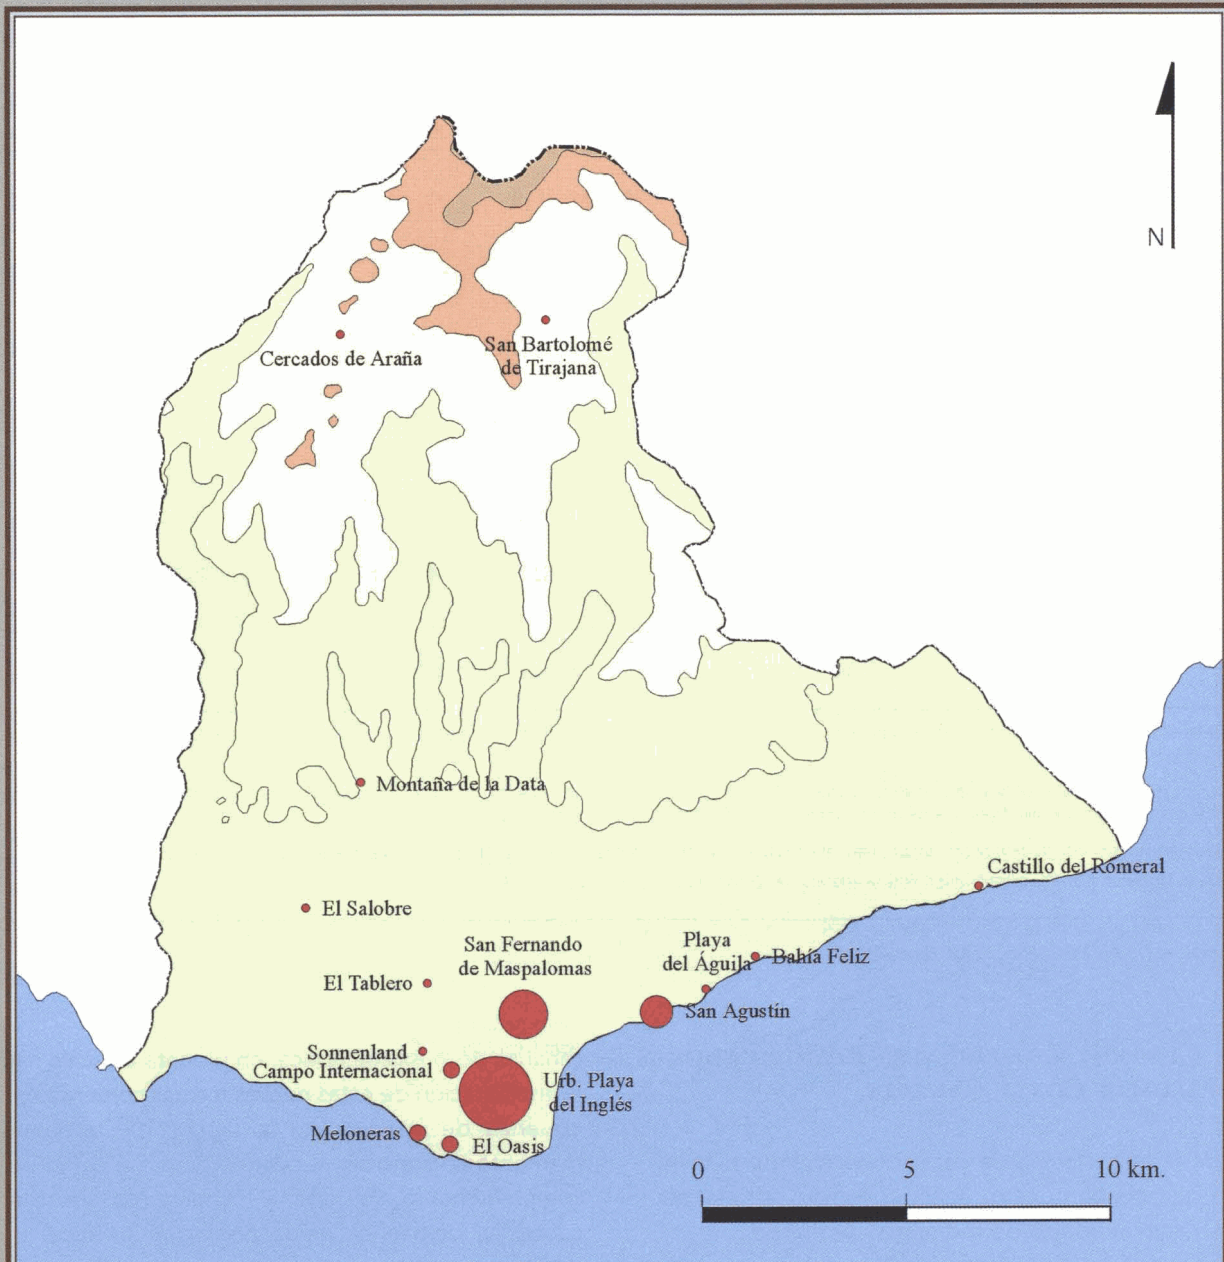 N
San Bartolomé
de Tirajana
Cercados de Araña
Montaña de la Data
Castillo del Romeral
El Salobre
San Fernando
de Maspalomas
Playa
del Águila
Bahía Feliz
El Tablero
San Agustín
Sonnenland
Campo Internacional
Urb. Playa
del Inglés
Meloneras
El Oasis
0 5 10 km.